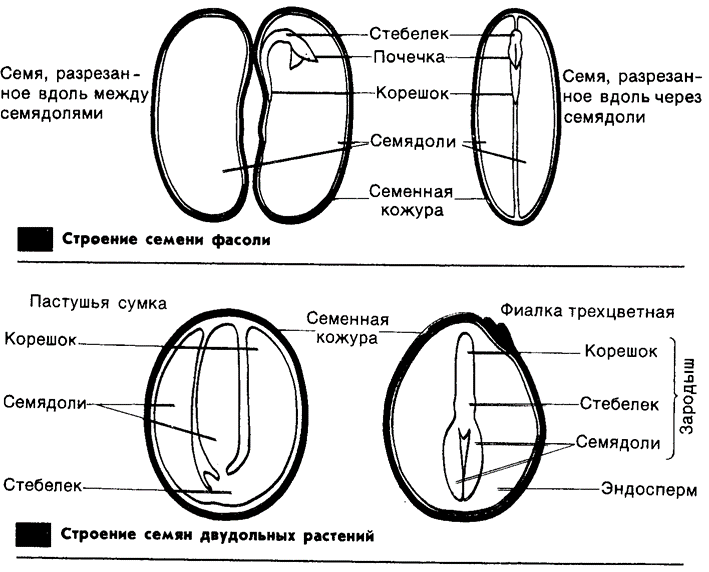 Семя, разрезан-
ное вдоль между
семядолями
Стебелек
Почечка
Корешок
Семядоли
Семенная
кожура
Семя, разрезан-
ное вдоль через
семядоли
Строение семени фасоли
Пастушья сумка
Корешок
Семядоли
Стебелек
Семенная
кожура
Фиалка трехцветная
Корешок
Стебелек
Семядоли
Зародыш
Эндосперм
Строение семян двудольных растений